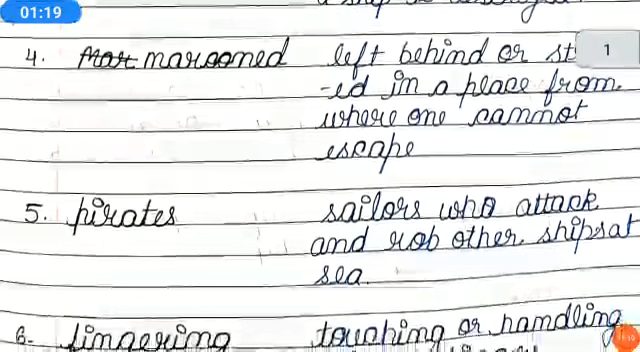 01:19
4. marooned left behind or st
1
-ed in a place from
where one cannot
escape
5. pirates sailors who attack
and rob other ships at
sea.
6. fingering touching or handling